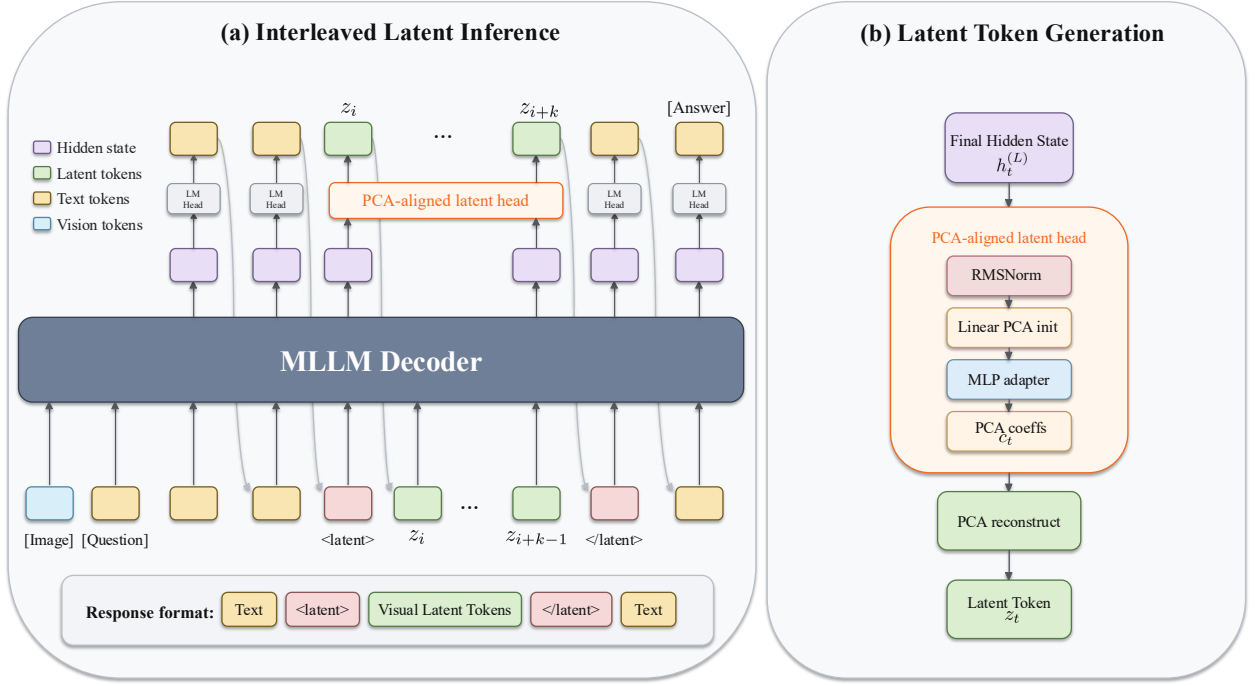 (a) Interleaved Latent Inference
z_i
z_{i+k}
[Answer]
...
Hidden state
Latent tokens
Text tokens
Vision tokens
LM
Head
LM
Head
PCA-aligned latent head
LM
Head
LM
Head
MLLM Decoder
...
[Image]
[Question]
<latent>
z_i
z_{i+k-1}
</latent>
Response format:
Text
<latent>
Visual Latent Tokens
</latent>
Text
(b) Latent Token Generation
Final Hidden State
h_t^{(L)}
PCA-aligned latent head
RMSNorm
Linear PCA init
MLP adapter
PCA coeffs
c_t
PCA reconstruct
Latent Token
z_t